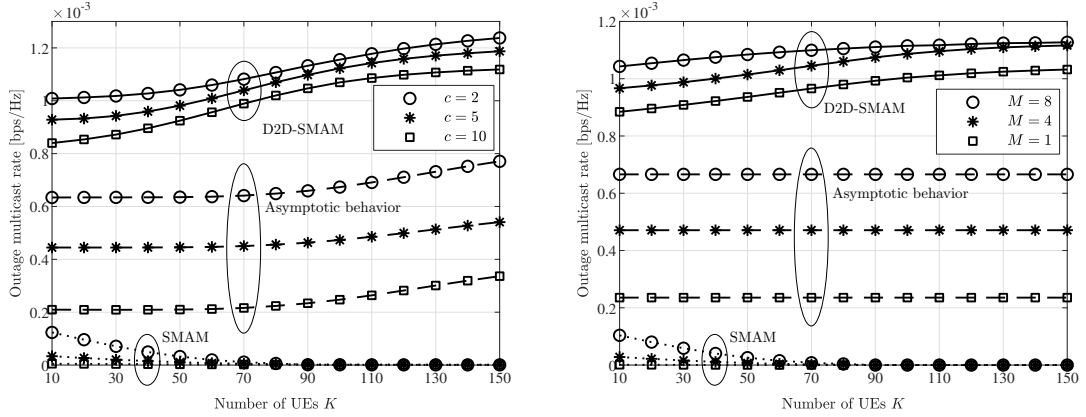 ×10⁻³
Outage multicast rate [bps/Hz]
1.2
1
0.8
0.6
0.4
0.2
0
c = 2
c = 5
c = 10
D2D-SMAM
Asymptotic behavior
SMAM
10 30 50 70 90 110 130 150
Number of UEs K
×10⁻³
Outage multicast rate [bps/Hz]
1.2
1
0.8
0.6
0.4
0.2
0
M = 8
M = 4
M = 1
D2D-SMAM
Asymptotic behavior
SMAM
10 30 50 70 90 110 130 150
Number of UEs K